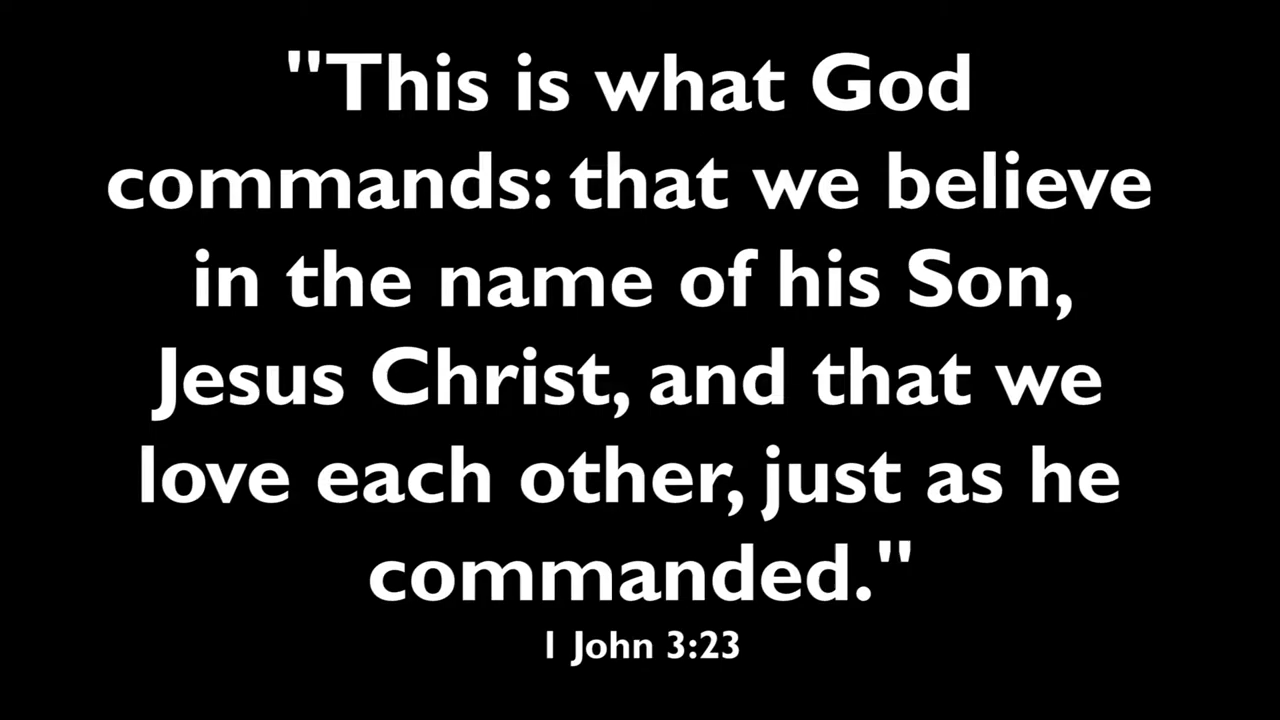 "This is what God
commands: that we believe
in the name of his Son,
Jesus Christ, and that we
love each other, just as he
commanded."
1 John 3:23